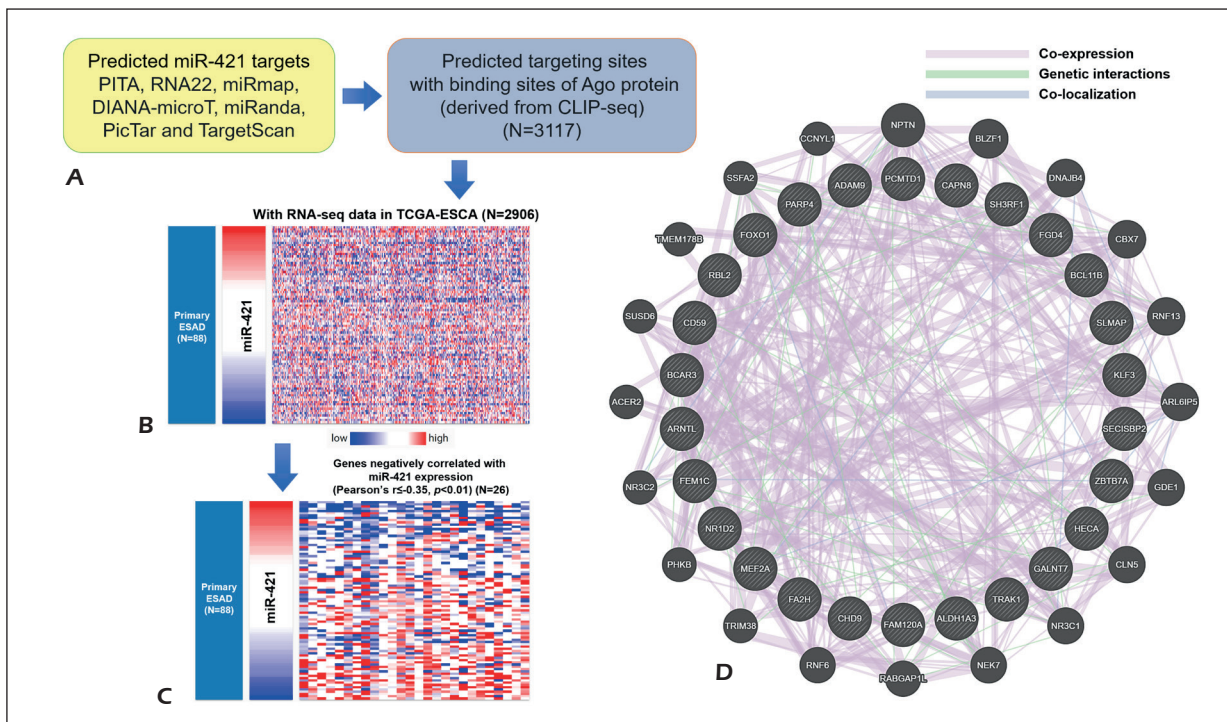 Predicted miR-421 targets
PITA, RNA22, miRmap,
DIANA-microT, miRanda,
PicTar and TargetScan
Predicted targeting sites
with binding sites of Ago protein
(derived from CLIP-seq)
(N=3117)
A
With RNA-seq data in TCGA-ESCA (N=2906)
Primary
ESAD
(N=88)
miR-421
B
low
high
Genes negatively correlated with
miR-421 expression
(Pearson's r≤-0.35, p<0.01) (N=26)
Primary
ESAD
(N=88)
miR-421
C
Co-expression
Genetic interactions
Co-localization
NPTN
CCNYL1
BLZF1
SSFA2
DNAJB4
TMEM178B
CBX7
SUSD6
RNF13
ACER2
ARL6IP5
NR3C2
GDE1
PHKB
CLN5
TRIM38
NR3C1
RNF6
NEK7
RABGAP1L
PCMTD1
ADAM9
CAPN8
PARP4
SH3RF1
FOXO1
FGD4
RBL2
BCL11B
CD59
SLMAP
BCAR3
KLF3
ARNTL
SECISBP2
FEM1C
ZBTB7A
NR1D2
HECA
MEF2A
GALNT7
FA2H
TRAK1
CHD9
ALDH1A3
FAM120A
D